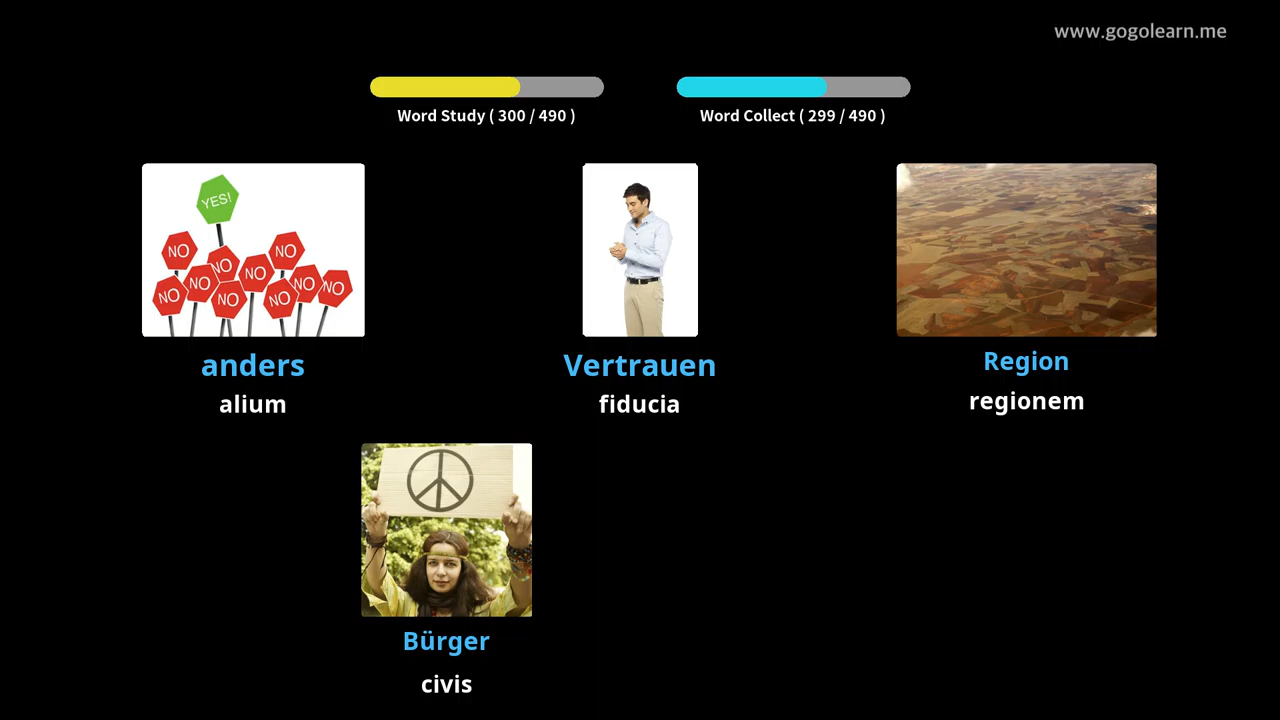 www.gogolearn.me
Word Study ( 300 / 490 )
Word Collect ( 299 / 490 )
YES!
NO
NO
NO
NO
NO
NO
NO
NO
NO
NO
anders
alium
Vertrauen
fiducia
Region
regionem
Bürger
civis